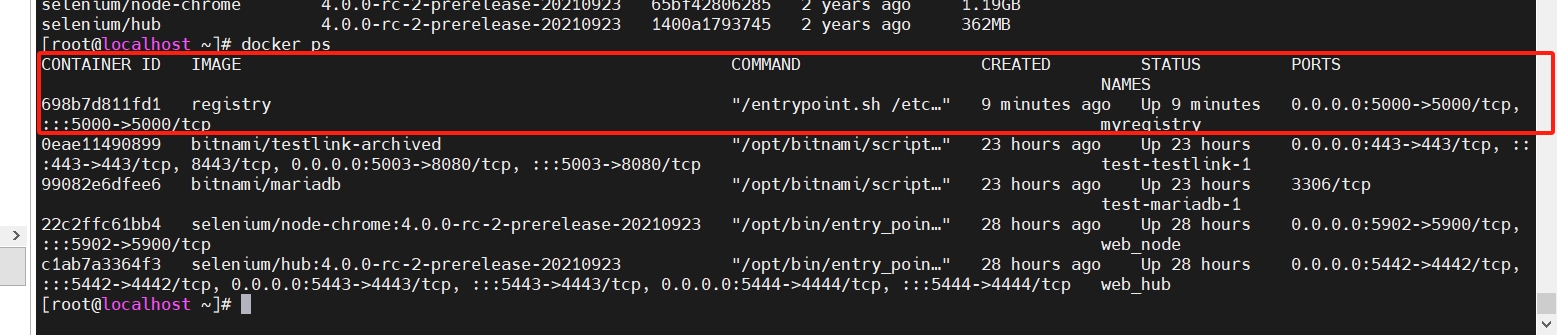 selenium/node-chrome 4.0.0-rc-2-prerelease-20210923 65bf42806285 2 years ago 1.19GB
selenium/hub 4.0.0-rc-2-prerelease-20210923 1400a1793745 2 years ago 362MB
[root@localhost ~]# docker ps
CONTAINER ID IMAGE COMMAND CREATED STATUS PORTS
NAMES
698b7d811fd1 registry "/entrypoint.sh /etc…" 9 minutes ago Up 9 minutes 0.0.0.0:5000->5000/tcp,
:::5000->5000/tcp myregistry
0eae11490899 bitnami/testlink-archived "/opt/bitnami/script…" 23 hours ago Up 23 hours 0.0.0.0:443->443/tcp, ::
:443->443/tcp, 8443/tcp, 0.0.0.0:5003->8080/tcp, :::5003->8080/tcp test-testlink-1
99082e6dfee6 bitnami/mariadb "/opt/bitnami/script…" 23 hours ago Up 23 hours 3306/tcp
test-mariadb-1
22c2ffc61bb4 selenium/node-chrome:4.0.0-rc-2-prerelease-20210923 "/opt/bin/entry_poin…" 28 hours ago Up 28 hours 0.0.0.0:5902->5900/tcp,
:::5902->5900/tcp web_node
c1ab7a3364f3 selenium/hub:4.0.0-rc-2-prerelease-20210923 "/opt/bin/entry_poin…" 28 hours ago Up 28 hours 0.0.0.0:5442->4442/tcp,
:::5442->4442/tcp, 0.0.0.0:5443->4443/tcp, :::5443->4443/tcp, 0.0.0.0:5444->4444/tcp, :::5444->4444/tcp web_hub
[root@localhost ~]#